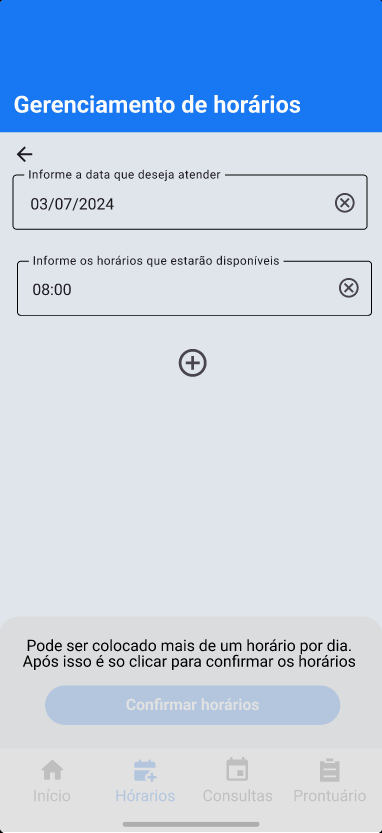 Gerenciamento de horários
Informe a data que deseja atender
03/07/2024
Informe os horários que estarão disponíveis
08:00
Pode ser colocado mais de um horário por dia.
Após isso é so clicar para confirmar os horários
Confirmar horários
Início
Hórarios
Consultas
Prontuário